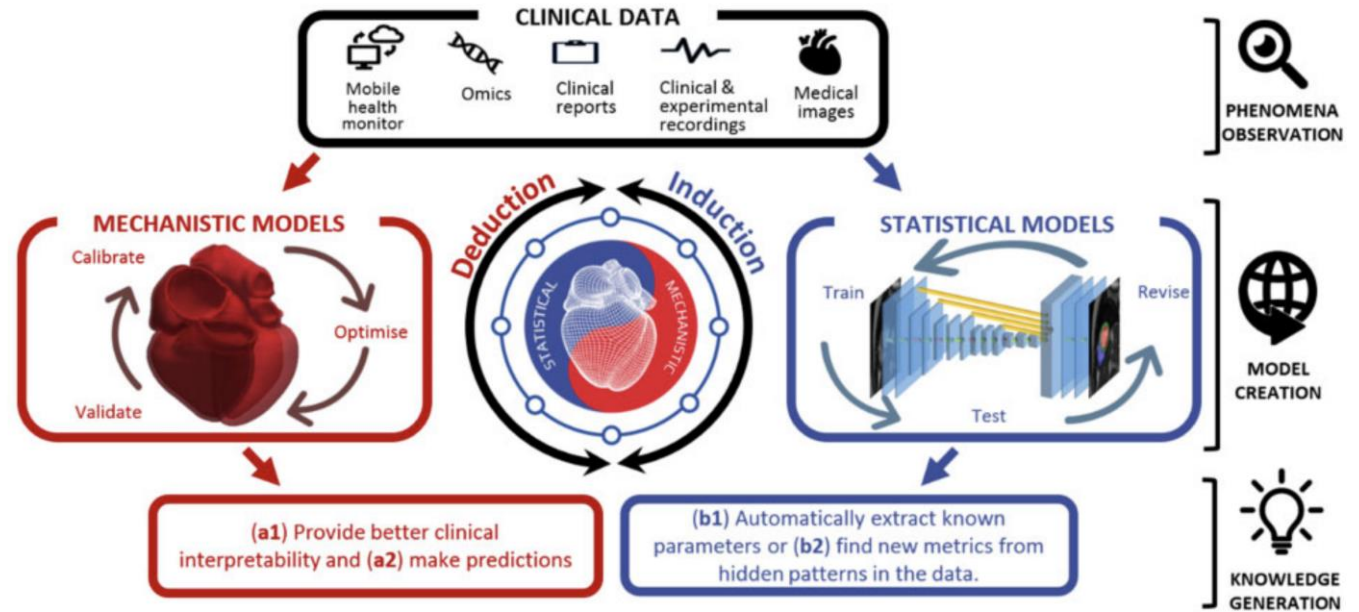 CLINICAL DATA
Mobile
health
monitor
Omics
Clinical
reports
Clinical &
experimental
recordings
Medical
images
PHENOMENA
OBSERVATION
MECHANISTIC MODELS
Calibrate
Optimise
Validate
Deduction
Induction
STATISTICAL
MECHANISTIC
STATISTICAL MODELS
Train
Revise
Test
MODEL
CREATION
(a1) Provide better clinical
interpretability and (a2) make predictions
(b1) Automatically extract known
parameters or (b2) find new metrics from
hidden patterns in the data.
KNOWLEDGE
GENERATION